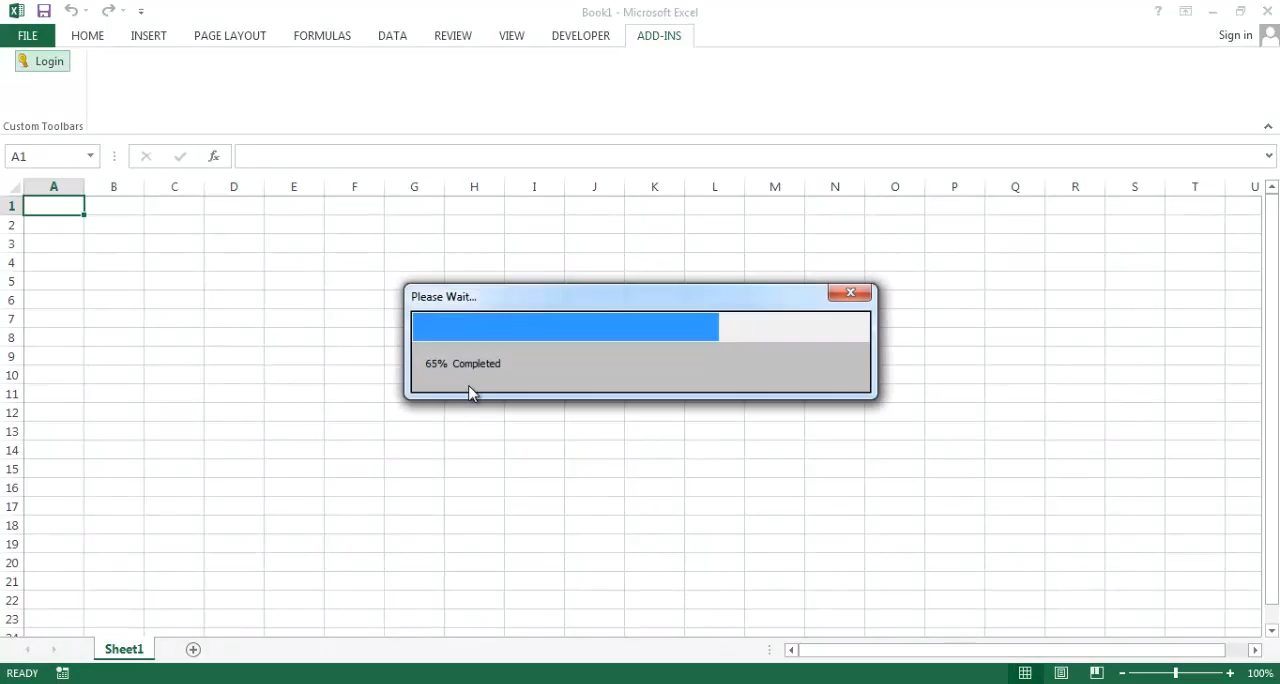 Book1 - Microsoft Excel
?
FILE HOME INSERT PAGE LAYOUT FORMULAS DATA REVIEW VIEW DEVELOPER ADD-INS Sign in
Login
Custom Toolbars
A1 fx
A B C D E F G H I J K L M N O P Q R S T U
1
2
3
4
5
6
Please Wait...
7
8
9
65% Completed
10
11
12
13
14
15
16
17
18
19
20
21
22
23
24
Sheet1
READY 100%